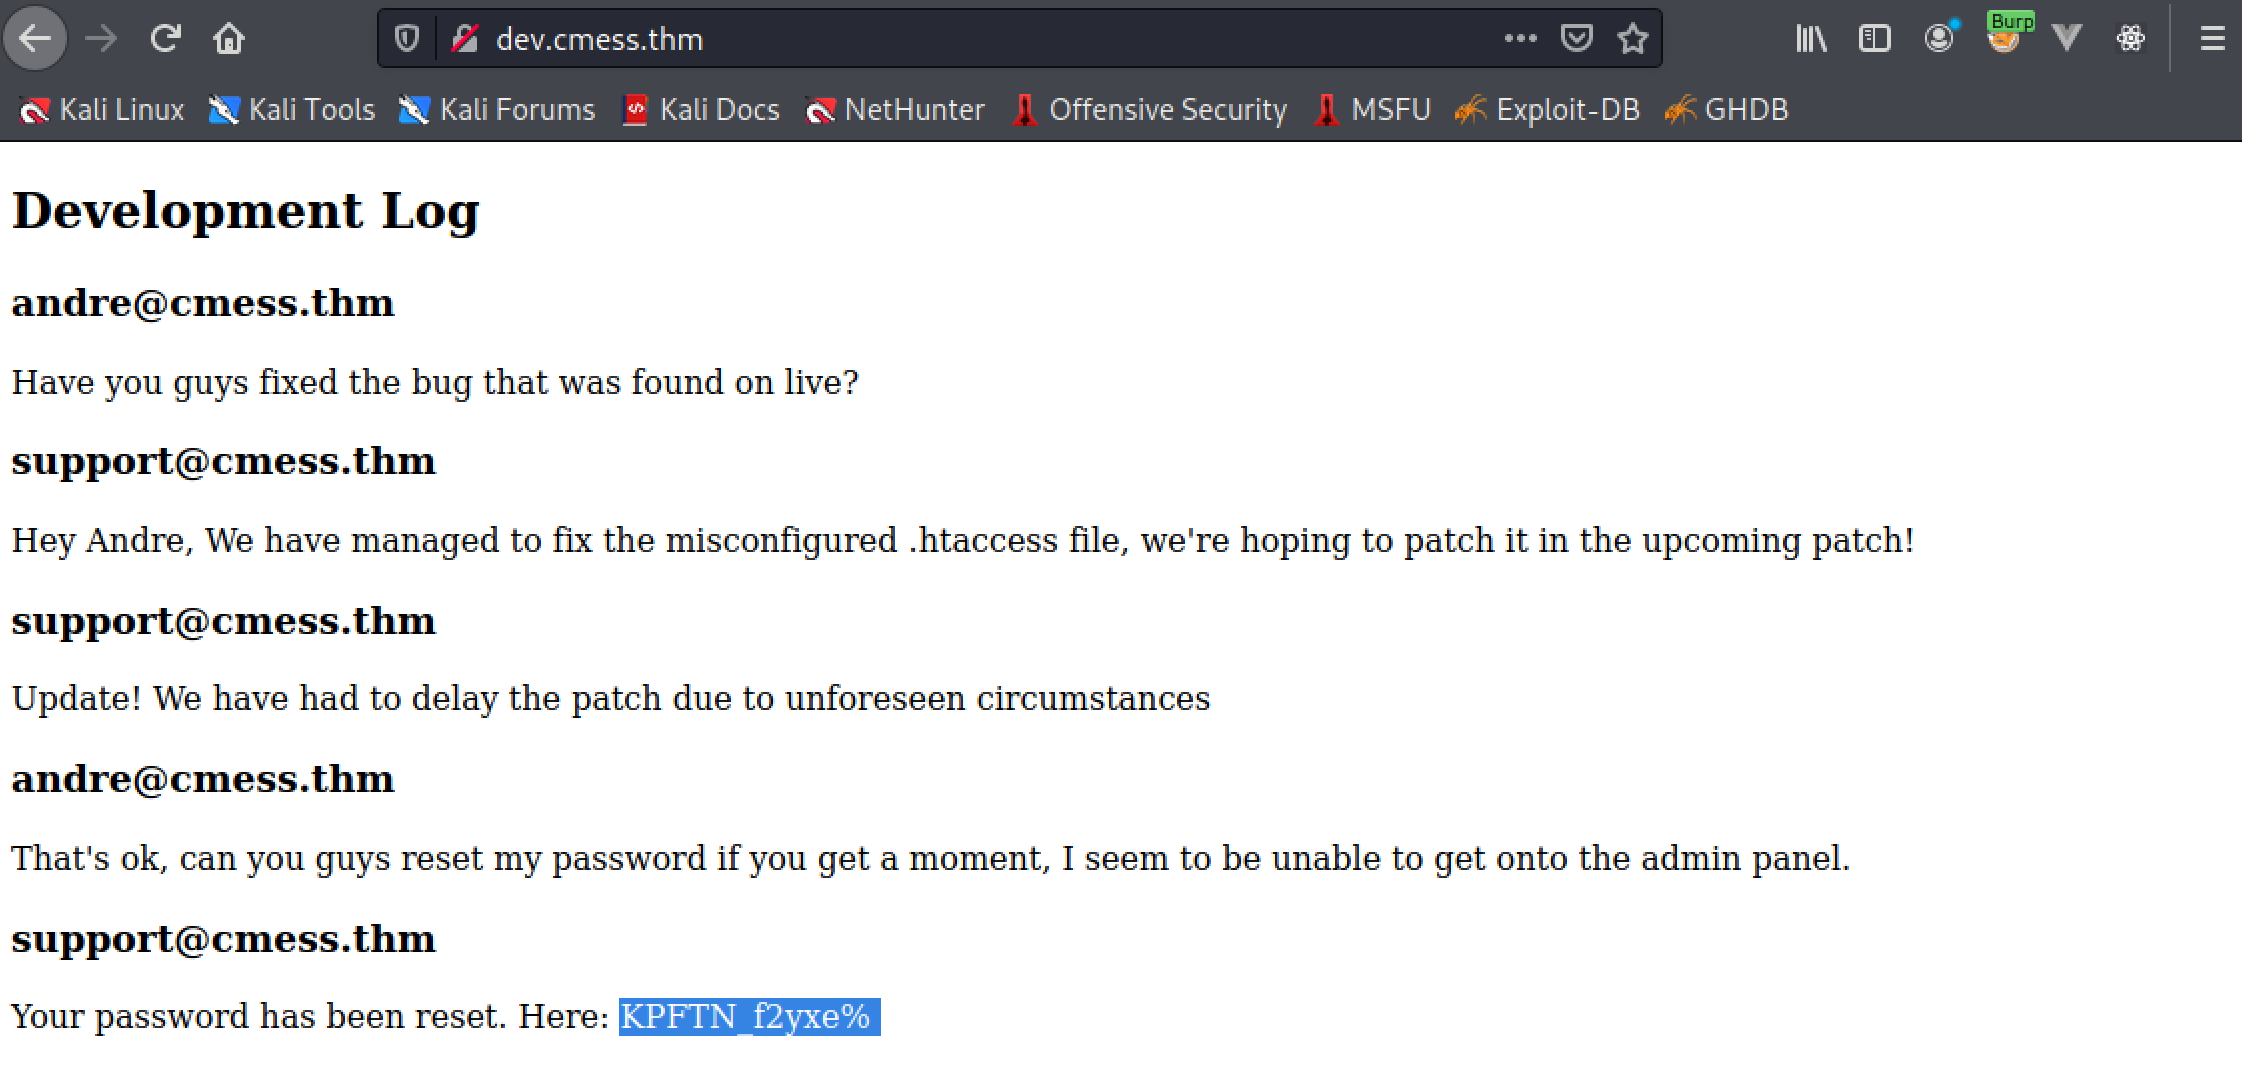 dev.cmess.thm
Burp
Kali Linux Kali Tools Kali Forums Kali Docs NetHunter Offensive Security MSFU Exploit-DB GHDB
Development Log
andre@cmess.thm
Have you guys fixed the bug that was found on live?
support@cmess.thm
Hey Andre, We have managed to fix the misconfigured .htaccess file, we're hoping to patch it in the upcoming patch!
support@cmess.thm
Update! We have had to delay the patch due to unforeseen circumstances
andre@cmess.thm
That's ok, can you guys reset my password if you get a moment, I seem to be unable to get onto the admin panel.
support@cmess.thm
Your password has been reset. Here: KPFTN_f2yxe%